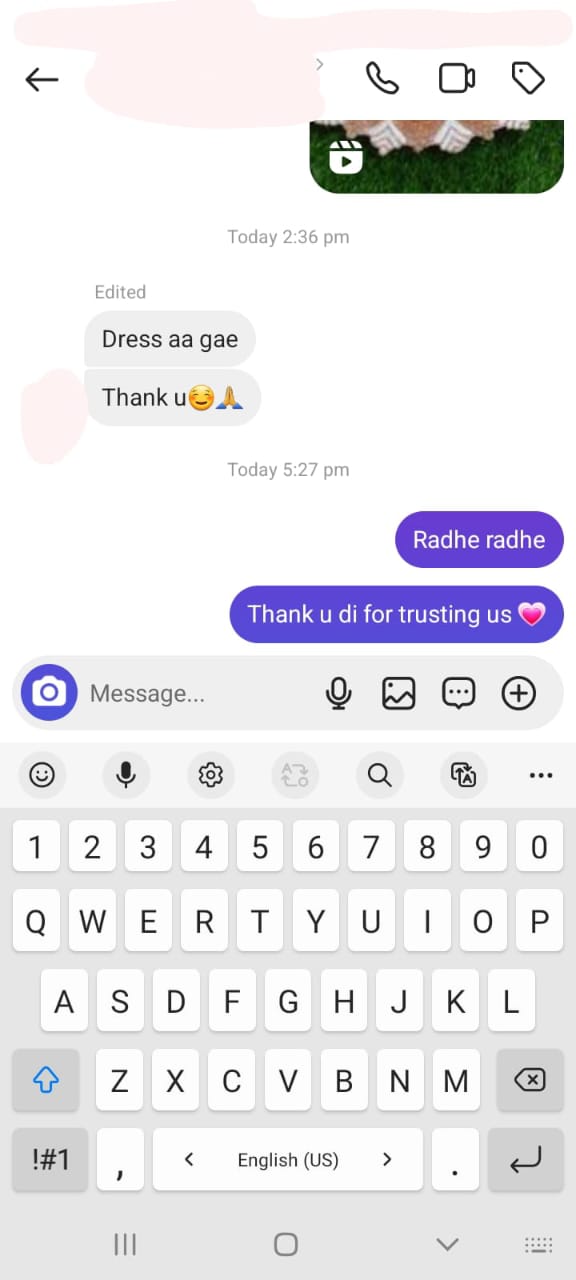 Today 2:36 pm
Edited
Dress aa gae
Thank u☺️🙏
Today 5:27 pm
Radhe radhe
Thank u di for trusting us 💗
Message...
1 2 3 4 5 6 7 8 9 0
Q W E R T Y U I O P
A S D F G H J K L
Z X C V B N M
!#1 , < English (US) > .